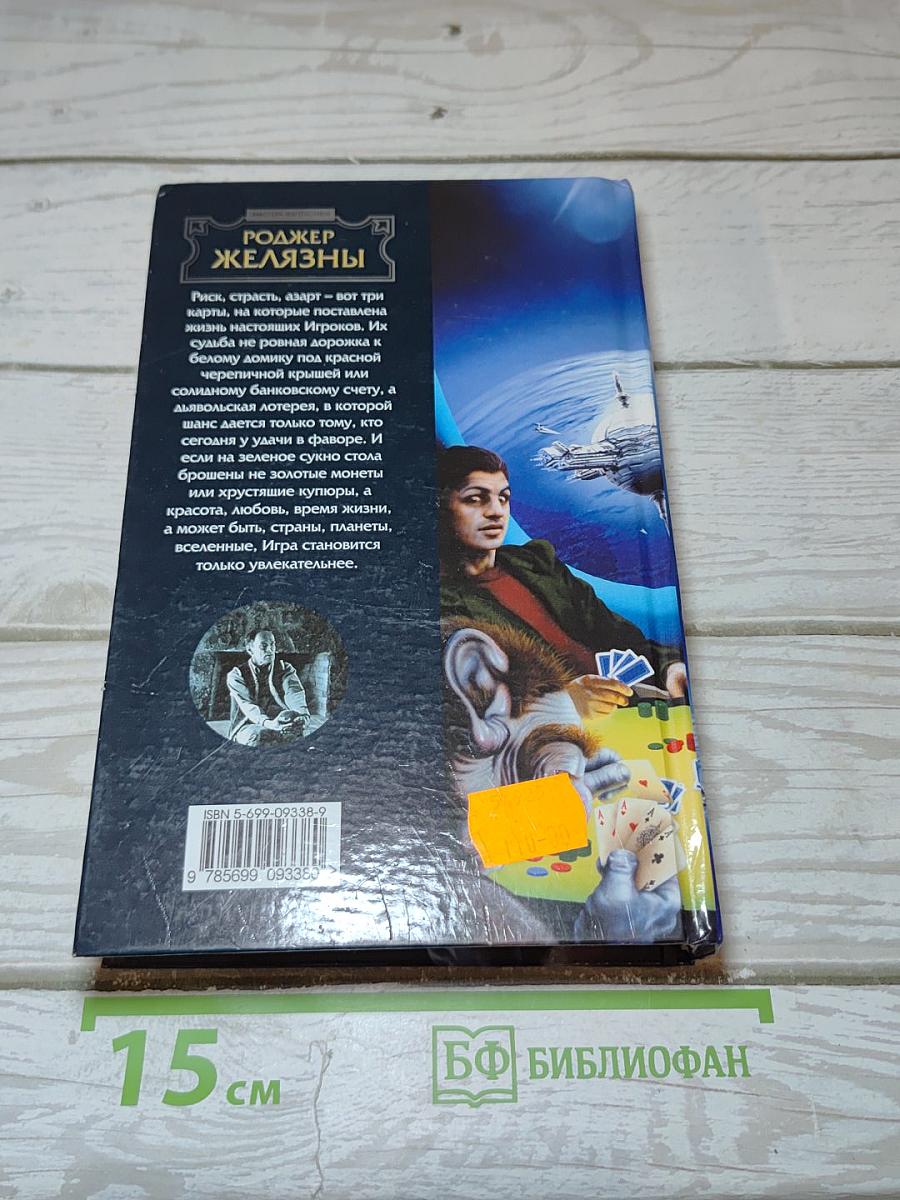 МАСТЕРА ФАНТАСТИКИ
РОДЖЕР
ЖЕЛЯЗНЫ
Риск, страсть, азарт – вот три
карты, на которые поставлена
жизнь настоящих Игроков. Их
судьба не ровная дорожка к
белому домику под красной
черепичной крышей или
солидному банковскому счету, а
дьявольская лотерея, в которой
шанс дается только тому, кто
сегодня у удачи в фаворе. И
если на зеленое сукно стола
брошены не золотые монеты
или хрустящие купюры, а
красота, любовь, время жизни,
а может быть, страны, планеты,
вселенные, Игра становится
только увлекательнее.
ISBN 5-699-09338-9
9 785699 09338
15 см
БФ БИБЛИОФАН